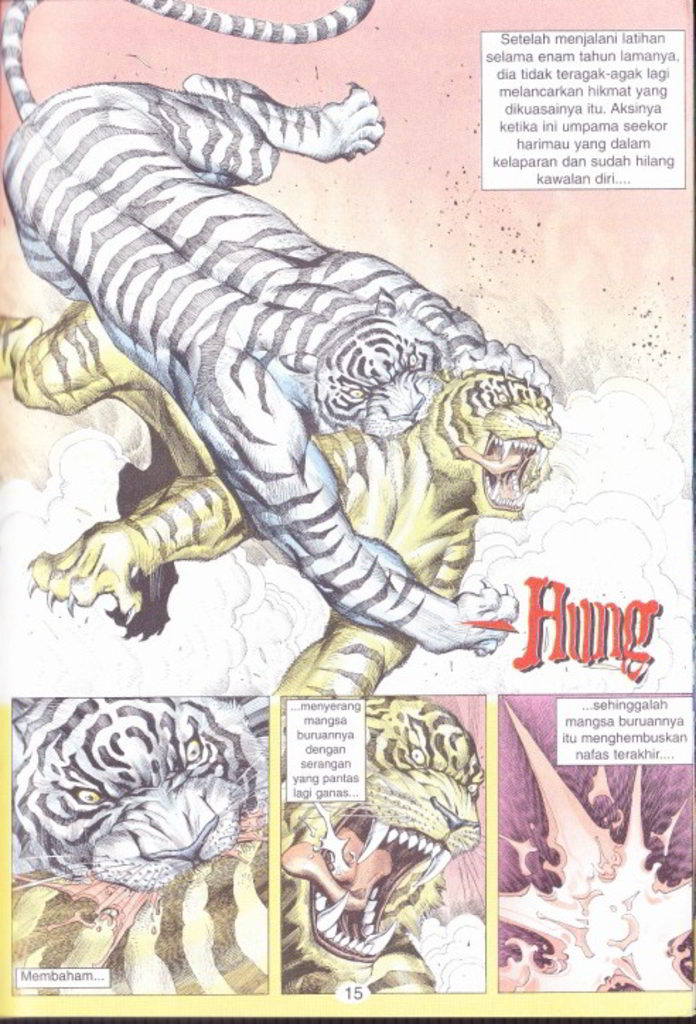 Setelah menjalani latihan
selama enam tahun lamanya,
dia tidak teragak-agak lagi
melancarkan hikmat yang
dikuasainya itu. Aksinya
ketika ini umpama seekor
harimau yang dalam
kelaparan dan sudah hilang
kawalan diri....
Hung
Membaham...
...menyerang
mangsa
buruannya
dengan
serangan
yang pantas
lagi ganas...
...sehinggalah
mangsa buruannya
itu menghembuskan
nafas terakhir....
15